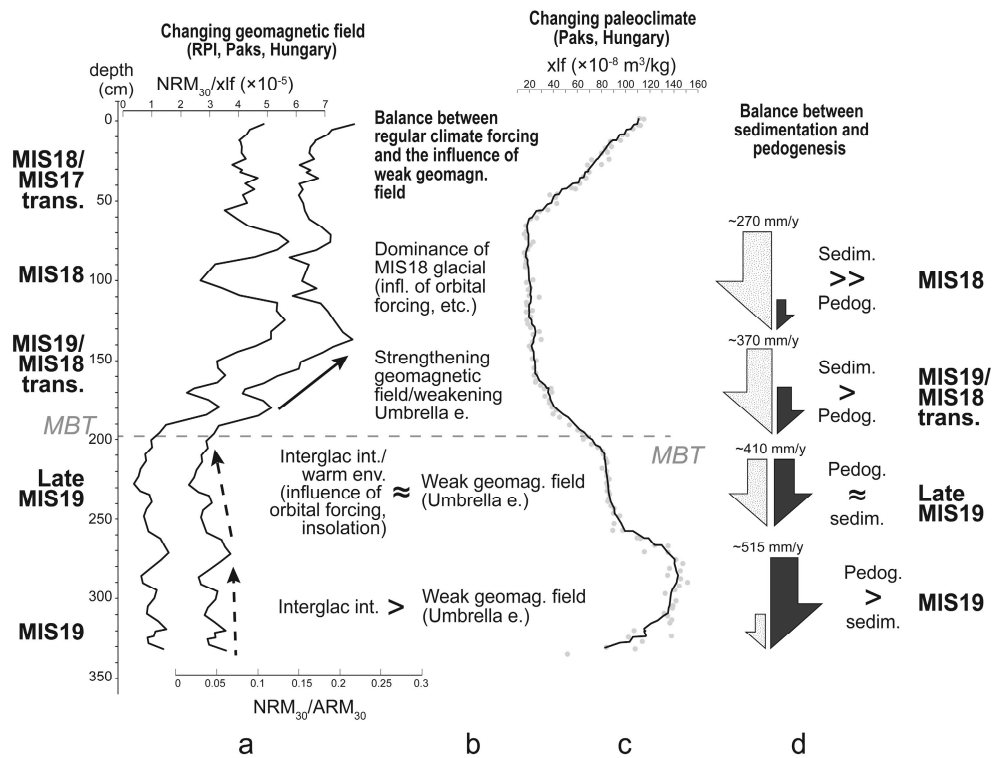 Changing geomagnetic field
(RPI, Paks, Hungary)
depth
(cm)
NRM30/xlf (×10-5)
0 1 2 3 4 5 6 7
0
50
100
150
200
250
300
350
MIS18/
MIS17
trans.
MIS18
MIS19/
MIS18
trans.
MBT
Late
MIS19
MIS19
0 0.05 0.1 0.15 0.2 0.25 0.3
NRM30/ARM30
a
Balance between
regular climate forcing
and the influence of
weak geomagn.
field
Dominance of
MIS18 glacial
(infl. of orbital
forcing, etc.)
Strengthening
geomagnetic
field/weakening
Umbrella e.
Interglac int./
warm env.
(influence of
orbital forcing,
insolation)
≈
Weak geomag. field
(Umbrella e.)
Interglac int. > Weak geomag. field
(Umbrella e.)
b
Changing paleoclimate
(Paks, Hungary)
xlf (×10-8 m3/kg)
20 40 60 80 100 120 140 160
MBT
c
Balance between
sedimentation and
pedogenesis
~270 mm/y
Sedim.
>>
Pedog.
MIS18
~370 mm/y
Sedim.
>
Pedog.
MIS19/
MIS18
trans.
~410 mm/y
Pedog.
≈
sedim.
Late
MIS19
~515 mm/y
Pedog.
>
sedim.
MIS19
d